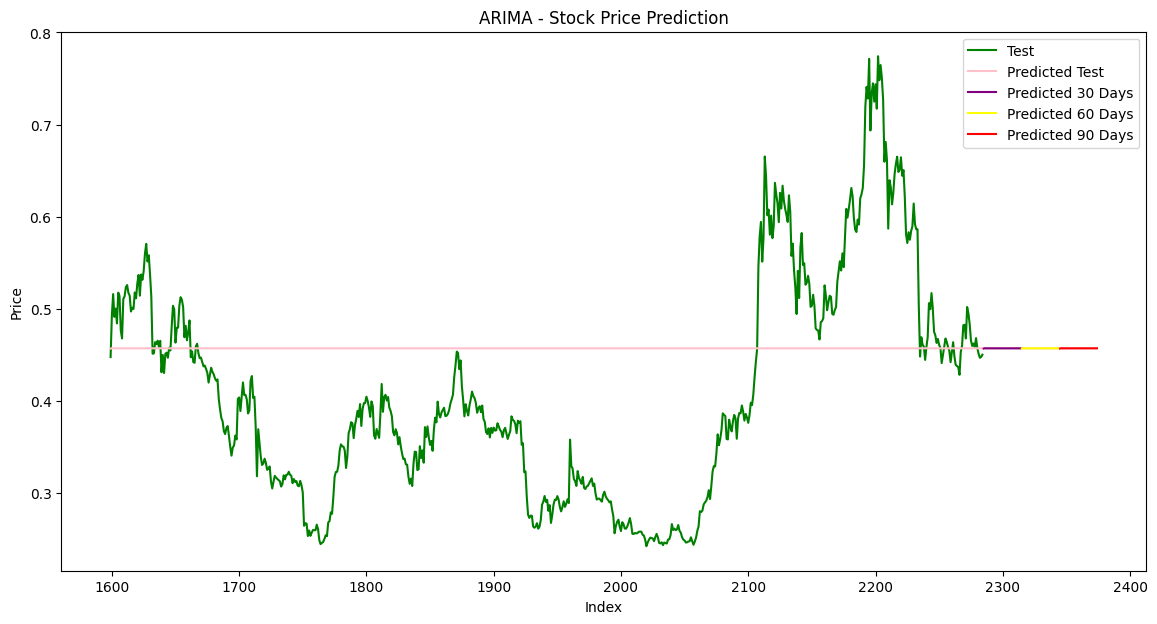 ARIMA - Stock Price Prediction
Price
0.8
0.7
0.6
0.5
0.4
0.3
Test
Predicted Test
Predicted 30 Days
Predicted 60 Days
Predicted 90 Days
1600 1700 1800 1900 2000 2100 2200 2300 2400
Index